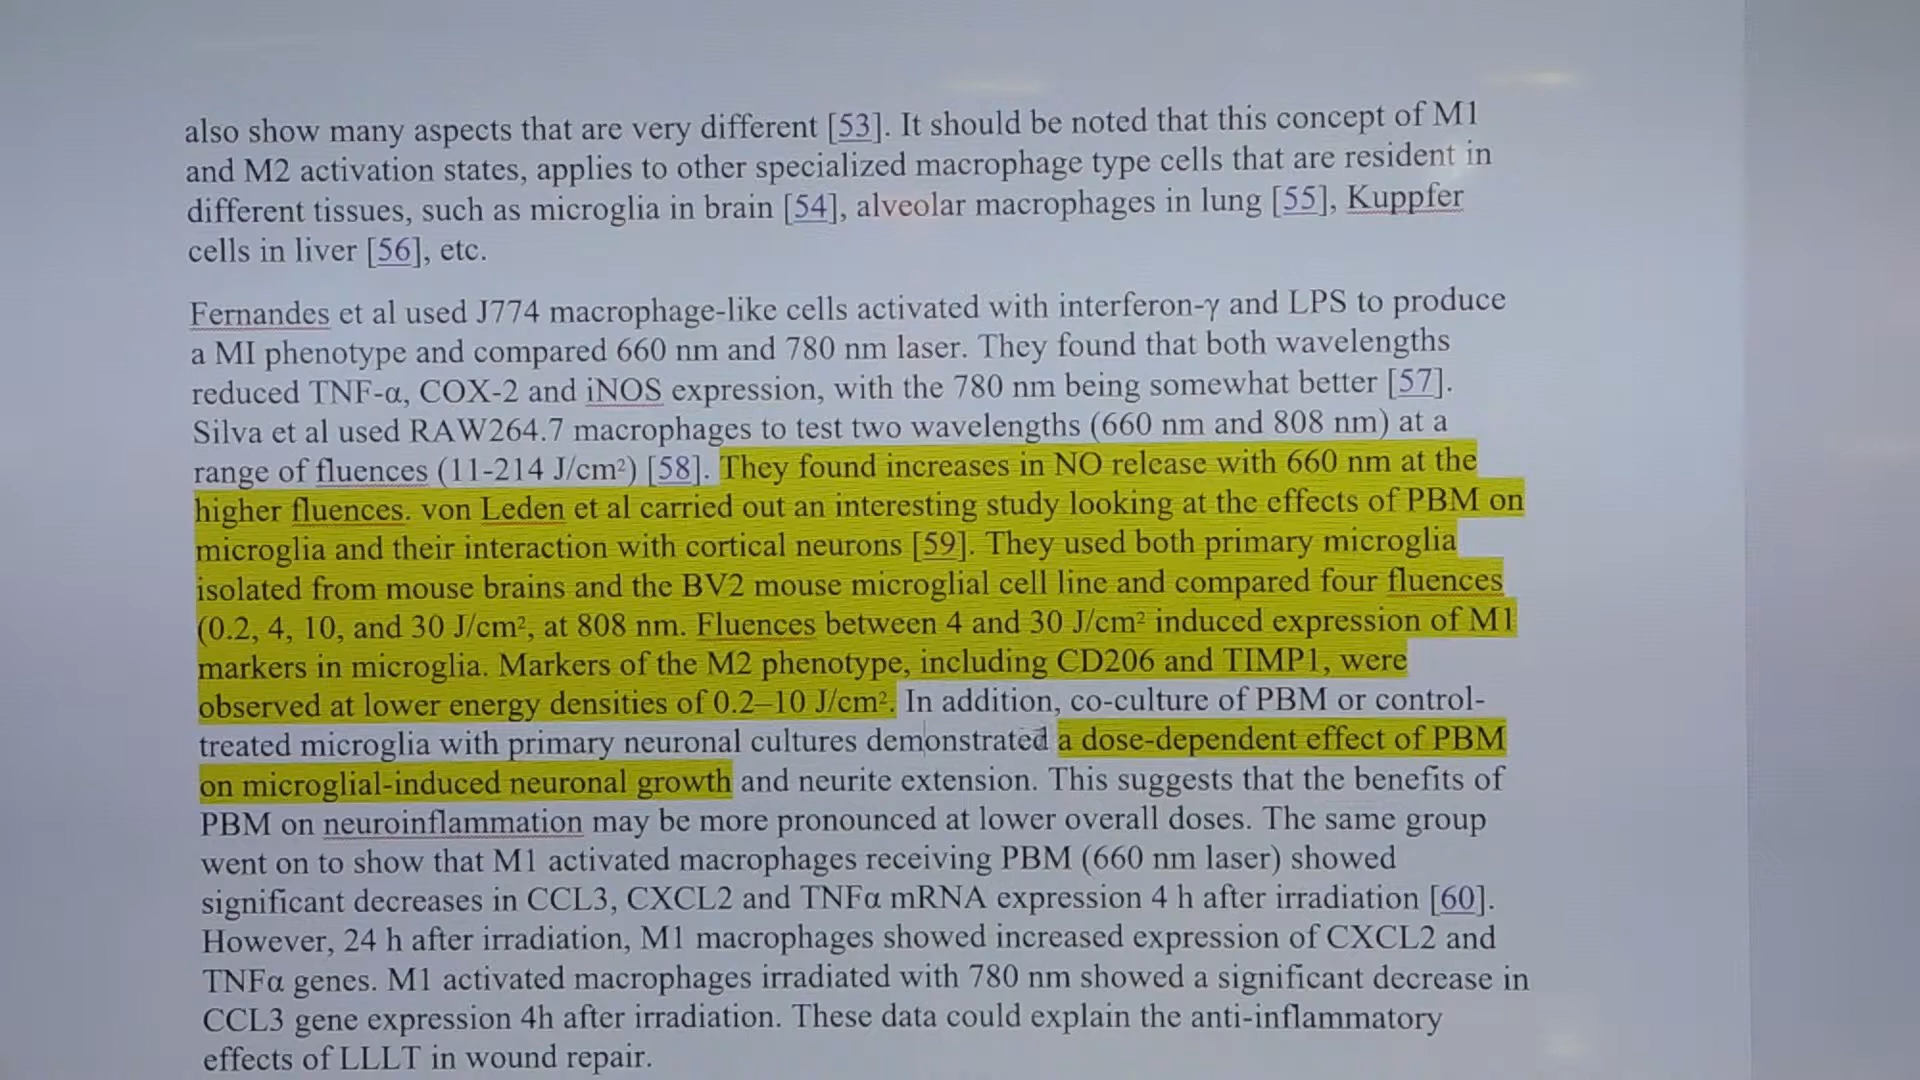 also show many aspects that are very different [53]. It should be noted that this concept of M1
and M2 activation states, applies to other specialized macrophage type cells that are resident in
different tissues, such as microglia in brain [54], alveolar macrophages in lung [55], Kuppfer
cells in liver [56], etc.
Fernandes et al used J774 macrophage-like cells activated with interferon-γ and LPS to produce
a MI phenotype and compared 660 nm and 780 nm laser. They found that both wavelengths
reduced TNF-α, COX-2 and iNOS expression, with the 780 nm being somewhat better [57].
Silva et al used RAW264.7 macrophages to test two wavelengths (660 nm and 808 nm) at a
range of fluences (11-214 J/cm²) [58]. They found increases in NO release with 660 nm at the
higher fluences. von Leden et al carried out an interesting study looking at the effects of PBM on
microglia and their interaction with cortical neurons [59]. They used both primary microglia
isolated from mouse brains and the BV2 mouse microglial cell line and compared four fluences
(0.2, 4, 10, and 30 J/cm², at 808 nm. Fluences between 4 and 30 J/cm² induced expression of M1
markers in microglia. Markers of the M2 phenotype, including CD206 and TIMP1, were
observed at lower energy densities of 0.2–10 J/cm². In addition, co-culture of PBM or control-
treated microglia with primary neuronal cultures demonstrated a dose-dependent effect of PBM
on microglial-induced neuronal growth and neurite extension. This suggests that the benefits of
PBM on neuroinflammation may be more pronounced at lower overall doses. The same group
went on to show that M1 activated macrophages receiving PBM (660 nm laser) showed
significant decreases in CCL3, CXCL2 and TNFα mRNA expression 4 h after irradiation [60].
However, 24 h after irradiation, M1 macrophages showed increased expression of CXCL2 and
TNFα genes. M1 activated macrophages irradiated with 780 nm showed a significant decrease in
CCL3 gene expression 4h after irradiation. These data could explain the anti-inflammatory
effects of LLLT in wound repair.